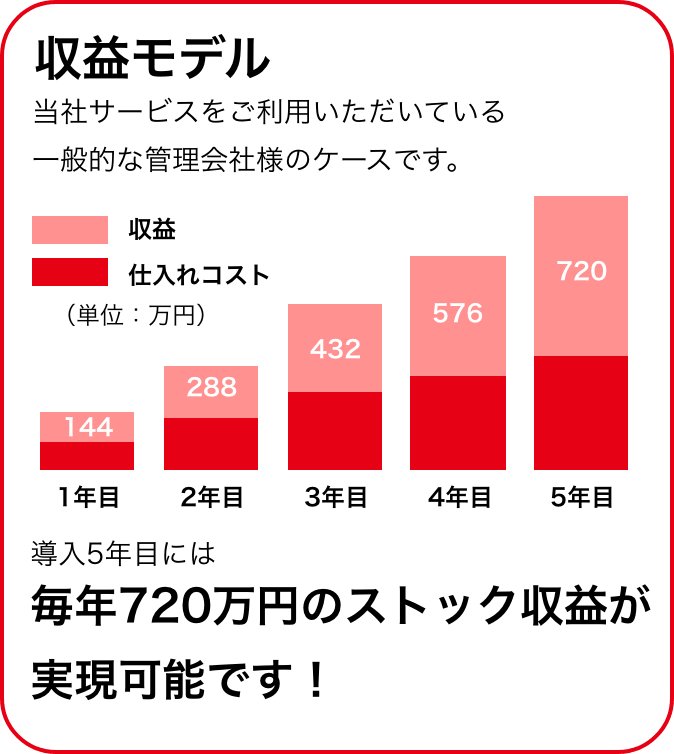 収益モデル
当社サービスをご利用いただいている
一般的な管理会社様のケースです。
収益
仕入れコスト
（単位：万円）
144
288
432
576
720
1年目
2年目
3年目
4年目
5年目
導入5年目には
毎年720万円のストック収益が
実現可能です！